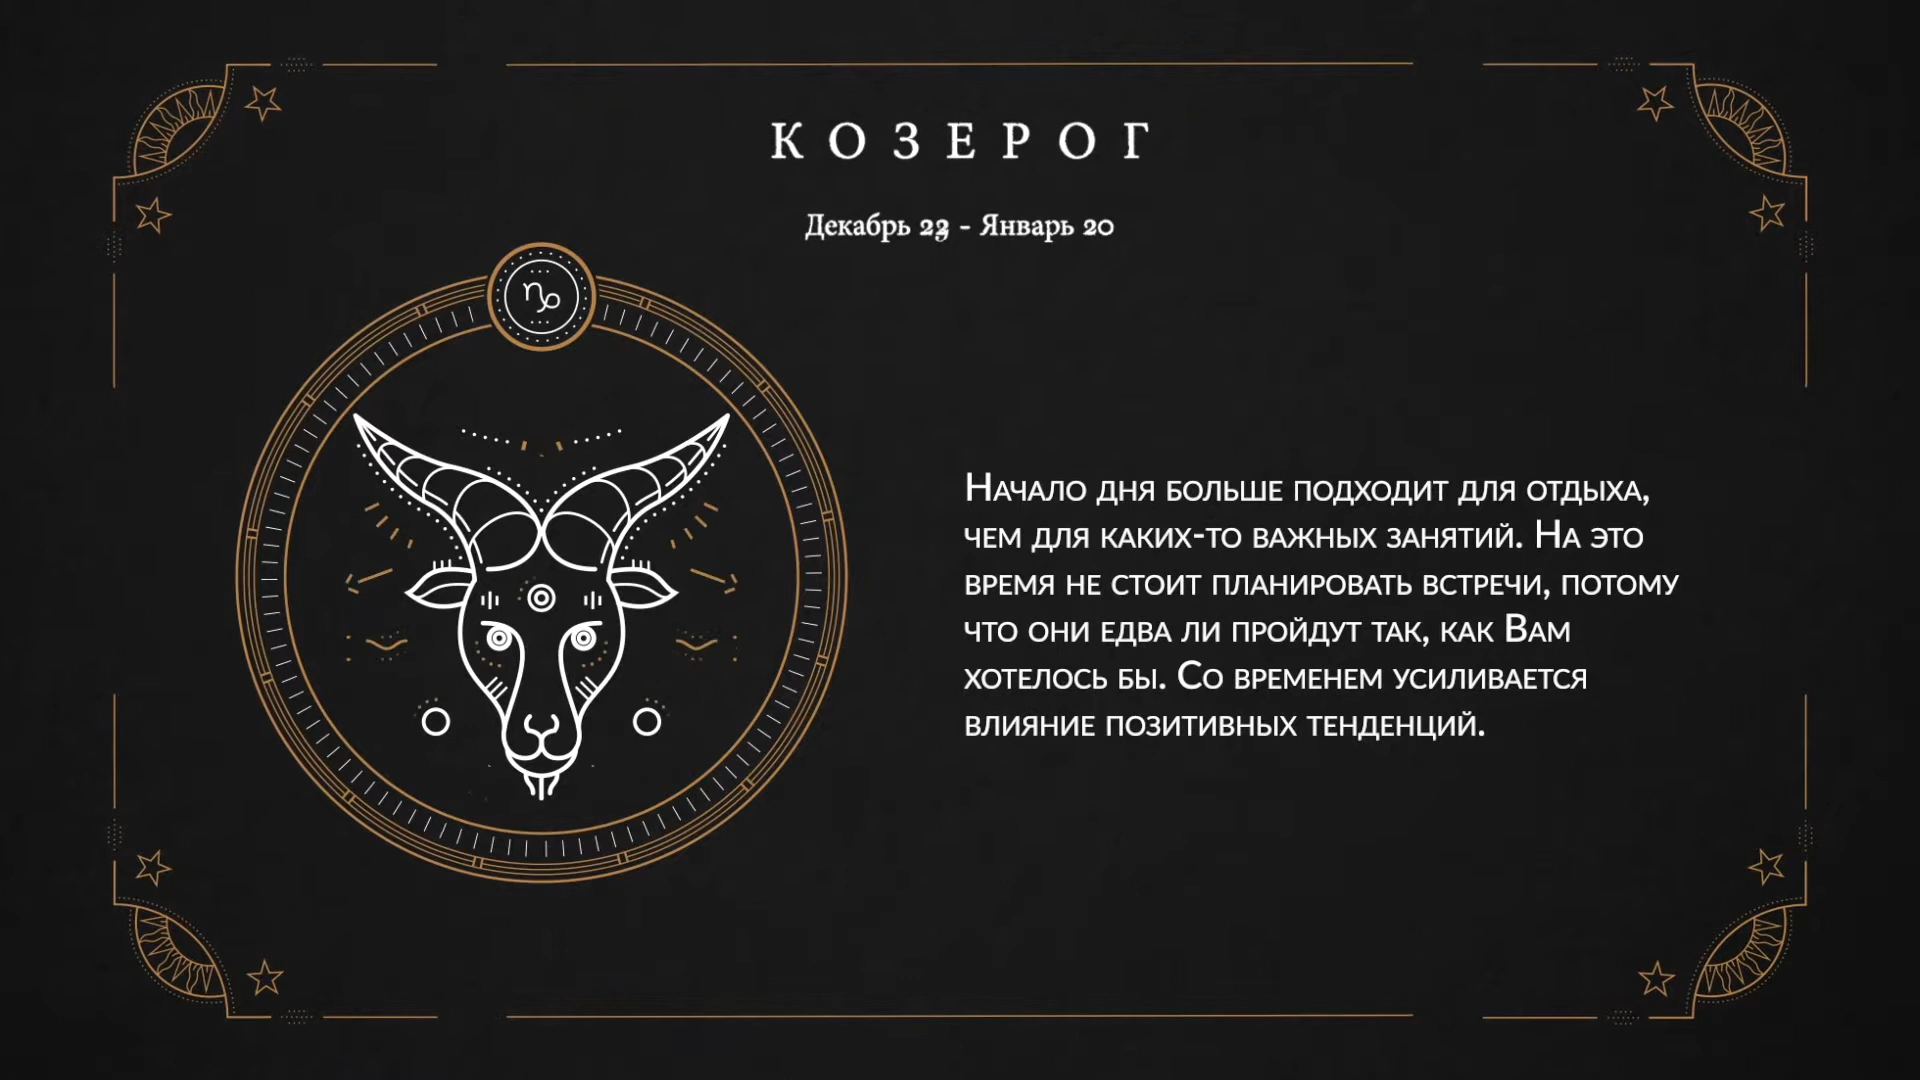 КОЗЕРОГ
Декабрь 22 - Январь 20
Начало дня больше подходит для отдыха,
чем для каких-то важных занятий. На это
время не стоит планировать встречи, потому
что они едва ли пройдут так, как Вам
хотелось бы. Со временем усиливается
влияние позитивных тенденций.